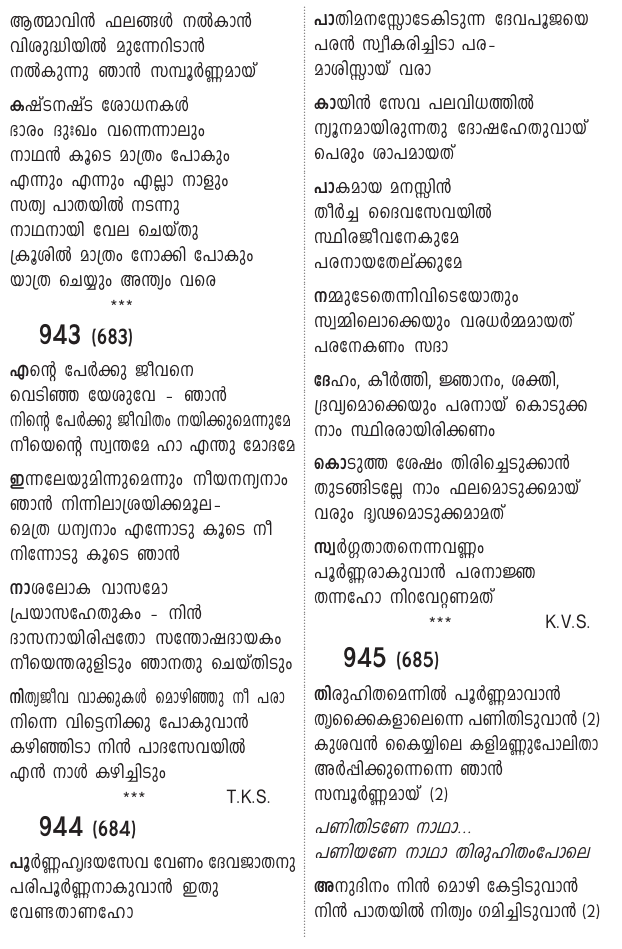 ആത്മാവിൻ ഫലങ്ങൾ നൽകാൻ
വിശുദ്ധിയിൽ മുന്നേറിടാൻ
നൽകുന്നു ഞാൻ സമ്പൂർണ്ണമായ്
കഷ്ടനഷ്ട ശോധനകൾ
ഭാരം ദുഃഖം വന്നെന്നാലും
നാഥൻ കൂടെ മാത്രം പോകും
എന്നും എന്നും എല്ലാ നാളും
സത്യ പാതയിൽ നടന്നു
നാഥനായി വേല ചെയ്തു
ക്രൂശിൽ മാത്രം നോക്കി പോകും
യാത്ര ചെയ്യും അന്ത്യം വരെ
***
943 (683)
എന്റെ പേർക്കു ജീവനെ
വെടിഞ്ഞ യേശുവേ - ഞാൻ
നിന്റെ പേർക്കു ജീവിതം നയിക്കുമെന്നുമേ
നീയെന്റെ സ്വന്തമേ ഹാ എന്തു മോദമേ
ഇന്നലേയുമിന്നുമെന്നും നീയനന്യനാം
ഞാൻ നിന്നിലാശ്രയിക്കമൂല-
മെത്ര ധന്യനാം എന്നോടു കൂടെ നീ
നിന്നോടു കൂടെ ഞാൻ
നാശലോക വാസമോ
പ്രയാസഹേതുകം - നിൻ
ദാസനായിരിപ്പതോ സന്തോഷദായകം
നീയെന്തരുളിടും ഞാനതു ചെയ്തിടും
നിത്യജീവ വാക്കുകൾ മൊഴിഞ്ഞു നീ പരാ
നിന്നെ വിട്ടെനിക്കു പോകുവാൻ
കഴിഞ്ഞിടാ നിൻ പാദസേവയിൽ
എൻ നാൾ കഴിച്ചിടും
*** T.K.S.
944 (684)
പൂർണ്ണഹൃദയസേവ വേണം ദേവജാതനു
പരിപൂർണ്ണനാകുവാൻ ഇതു
വേണ്ടതാണഹോ
പാതിമനസ്സോടേകിടുന്ന ദേവപൂജയെ
പരൻ സ്വീകരിച്ചിടാ പര-
മാശിസ്സായ് വരാ
കായിൻ സേവ പലവിധത്തിൽ
ന്യൂനമായിരുന്നതു ദോഷഹേതുവായ്
പെരും ശാപമായത്
പാകമായ മനസ്സിൻ
തീർച്ച ദൈവസേവയിൽ
സ്ഥിരജീവനേകുമേ
പരനായതേല്ക്കുമേ
നമ്മുടേതെന്നിവിടെയോതും
സ്വമ്മിലൊക്കെയും വരധർമ്മമായത്
പരനേകണം സദാ
ദേഹം, കീർത്തി, ജ്ഞാനം, ശക്തി,
ദ്രവ്യമൊക്കെയും പരനായ് കൊടുക്ക
നാം സ്ഥിരരായിരിക്കണം
കൊടുത്ത ശേഷം തിരിച്ചെടുക്കാൻ
തുടങ്ങിടല്ലേ നാം ഫലമൊടുക്കമായ്
വരും ദൃഢമൊടുക്കമാമത്
സ്വർഗ്ഗതാതനെന്നവണ്ണം
പൂർണ്ണരാകുവാൻ പരനാജ്ഞ
തന്നഹോ നിറവേറ്റണമത്
*** K.V.S.
945 (685)
തിരുഹിതമെന്നിൽ പൂർണ്ണമാവാൻ
തൃക്കൈകളാലെന്നെ പണിതിടുവാൻ (2)
കുശവൻ കൈയ്യിലെ കളിമണ്ണുപോലിതാ
അർപ്പിക്കുന്നെന്നെ ഞാൻ
സമ്പൂർണ്ണമായ് (2)
പണിതിടണേ നാഥാ...
പണിയണേ നാഥാ തിരുഹിതംപോലെ
അനുദിനം നിൻ മൊഴി കേട്ടിടുവാൻ
നിൻ പാതയിൽ നിത്യം ഗമിച്ചിടുവാൻ (2)